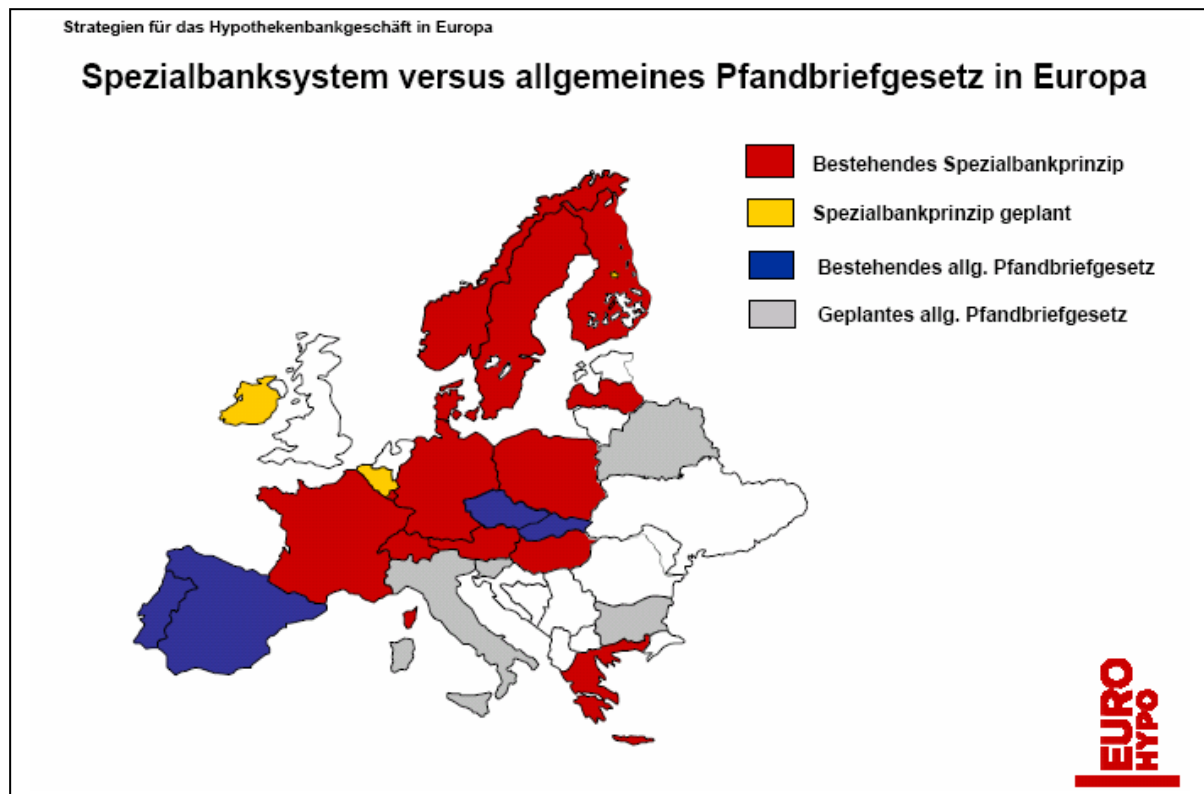 Strategien für das Hypothekenbankgeschäft in Europa
Spezialbanksystem versus allgemeines Pfandbriefgesetz in Europa
Bestehendes Spezialbankprinzip
Spezialbankprinzip geplant
Bestehendes allg. Pfandbriefgesetz
Geplantes allg. Pfandbriefgesetz
EURO
HYPO